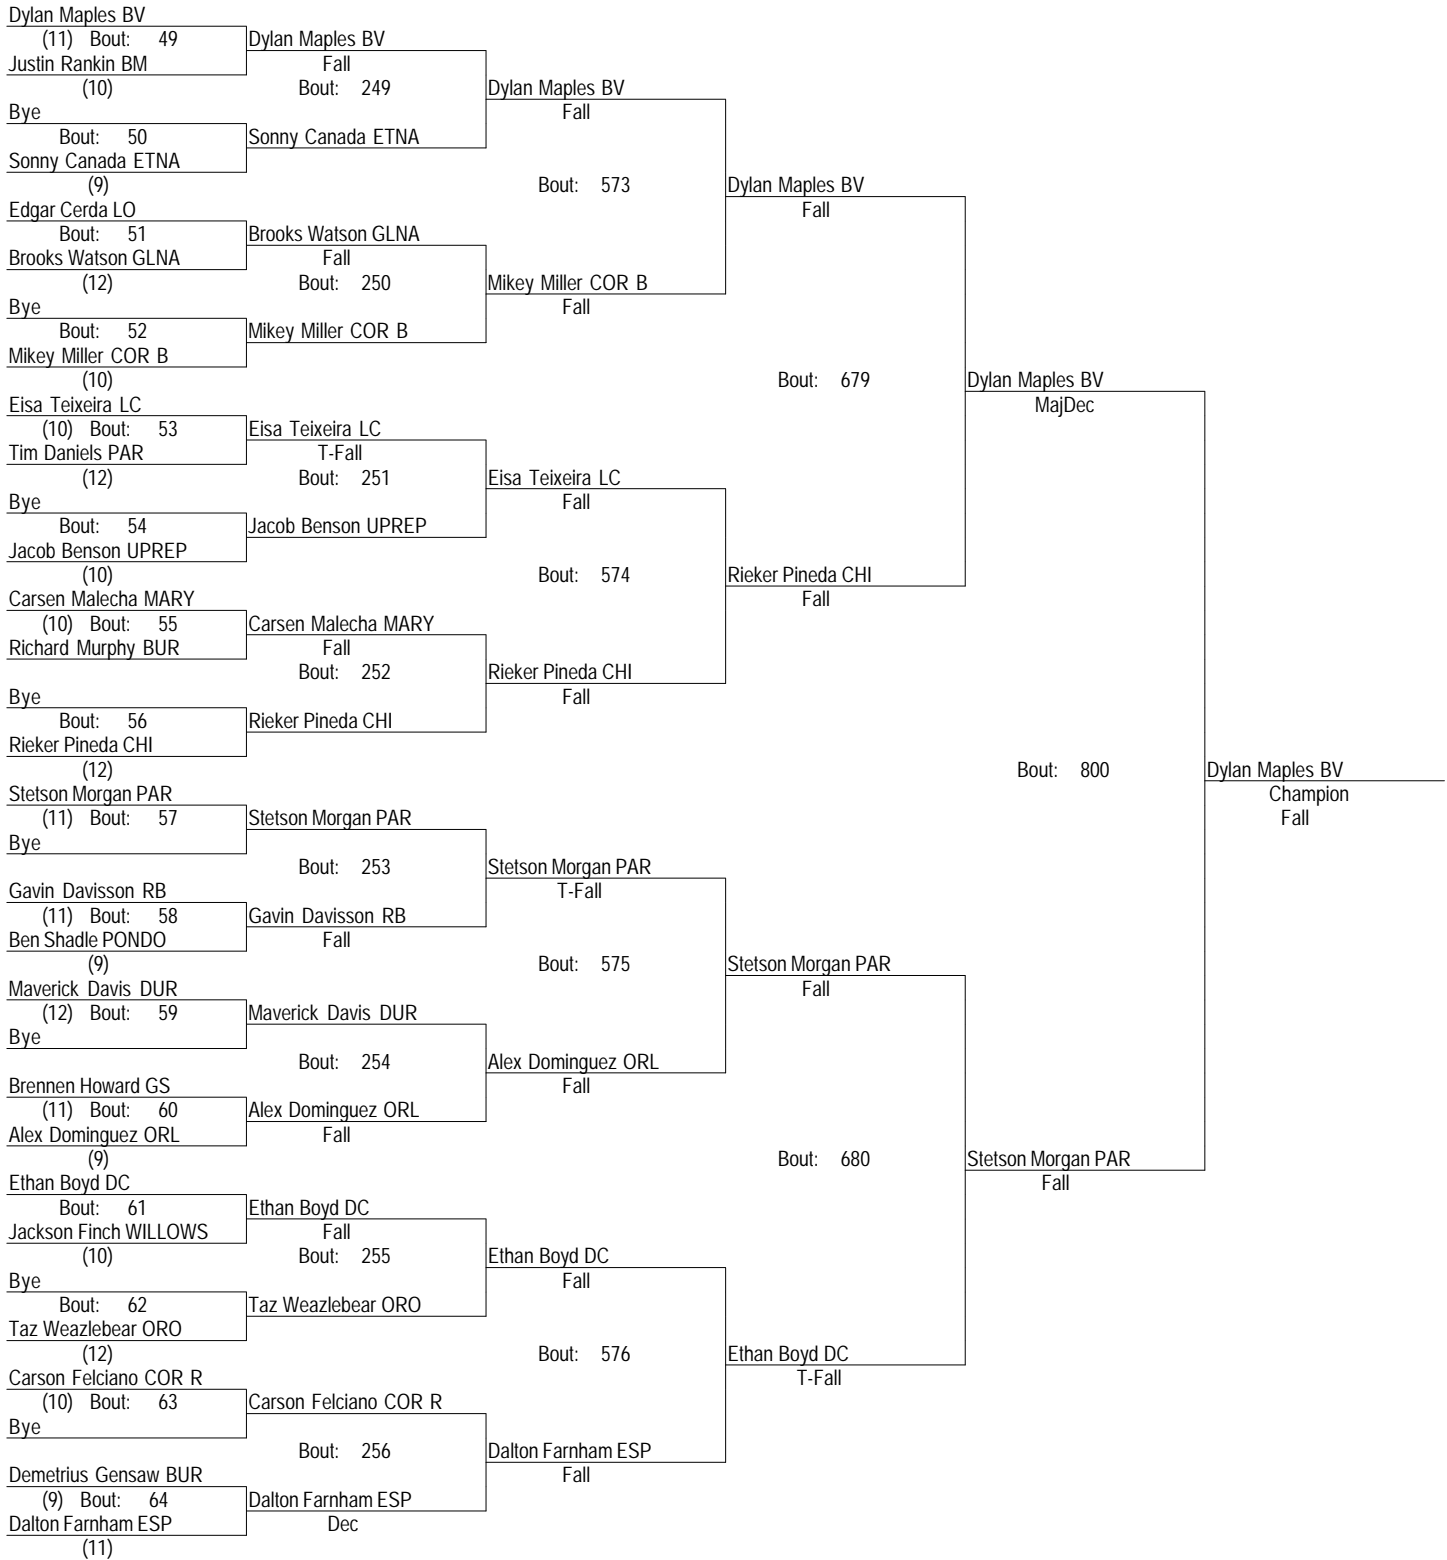 Dylan Maples BV
(11) Bout: 49 Dylan Maples BV
Justin Rankin BM Fall
(10) Bout: 249 Dylan Maples BV
Bye Fall
Bout: 50 Sonny Canada ETNA
Sonny Canada ETNA
(9) Bout: 573 Dylan Maples BV
Edgar Cerda LO Fall
Bout: 51 Brooks Watson GLNA
Brooks Watson GLNA Fall
(12) Bout: 250 Mikey Miller COR B
Bye Fall
Bout: 52 Mikey Miller COR B
Mikey Miller COR B
(10) Bout: 679 Dylan Maples BV
Eisa Teixeira LC MajDec
(10) Bout: 53 Eisa Teixeira LC
Tim Daniels PAR T-Fall
(12) Bout: 251 Eisa Teixeira LC
Bye Fall
Bout: 54 Jacob Benson UPREP
Jacob Benson UPREP
(10) Bout: 574 Rieker Pineda CHI
Carsen Malecha MARY Fall
(10) Bout: 55 Carsen Malecha MARY
Richard Murphy BUR Fall
Bout: 252 Rieker Pineda CHI
Bye Fall
Bout: 56 Rieker Pineda CHI
Rieker Pineda CHI
(12) Bout: 800 Dylan Maples BV
Stetson Morgan PAR Champion
(11) Bout: 57 Stetson Morgan PAR Fall
Bye
Bout: 253 Stetson Morgan PAR
Gavin Davisson RB T-Fall
(11) Bout: 58 Gavin Davisson RB
Ben Shadle PONDO Fall
(9) Bout: 575 Stetson Morgan PAR
Maverick Davis DUR Fall
(12) Bout: 59 Maverick Davis DUR
Bye
Bout: 254 Alex Dominguez ORL
Brennen Howard GS Fall
(11) Bout: 60 Alex Dominguez ORL
Alex Dominguez ORL Fall
(9) Bout: 680 Stetson Morgan PAR
Ethan Boyd DC Fall
Bout: 61 Ethan Boyd DC
Jackson Finch WILLOWS Fall
(10) Bout: 255 Ethan Boyd DC
Bye Fall
Bout: 62 Taz Weazlebear ORO
Taz Weazlebear ORO
(12) Bout: 576 Ethan Boyd DC
Carson Felciano COR R T-Fall
(10) Bout: 63 Carson Felciano COR R
Bye
Bout: 256 Dalton Farnham ESP
Demetrius Gensaw BUR Fall
(9) Bout: 64 Dalton Farnham ESP
Dalton Farnham ESP Dec
(11)